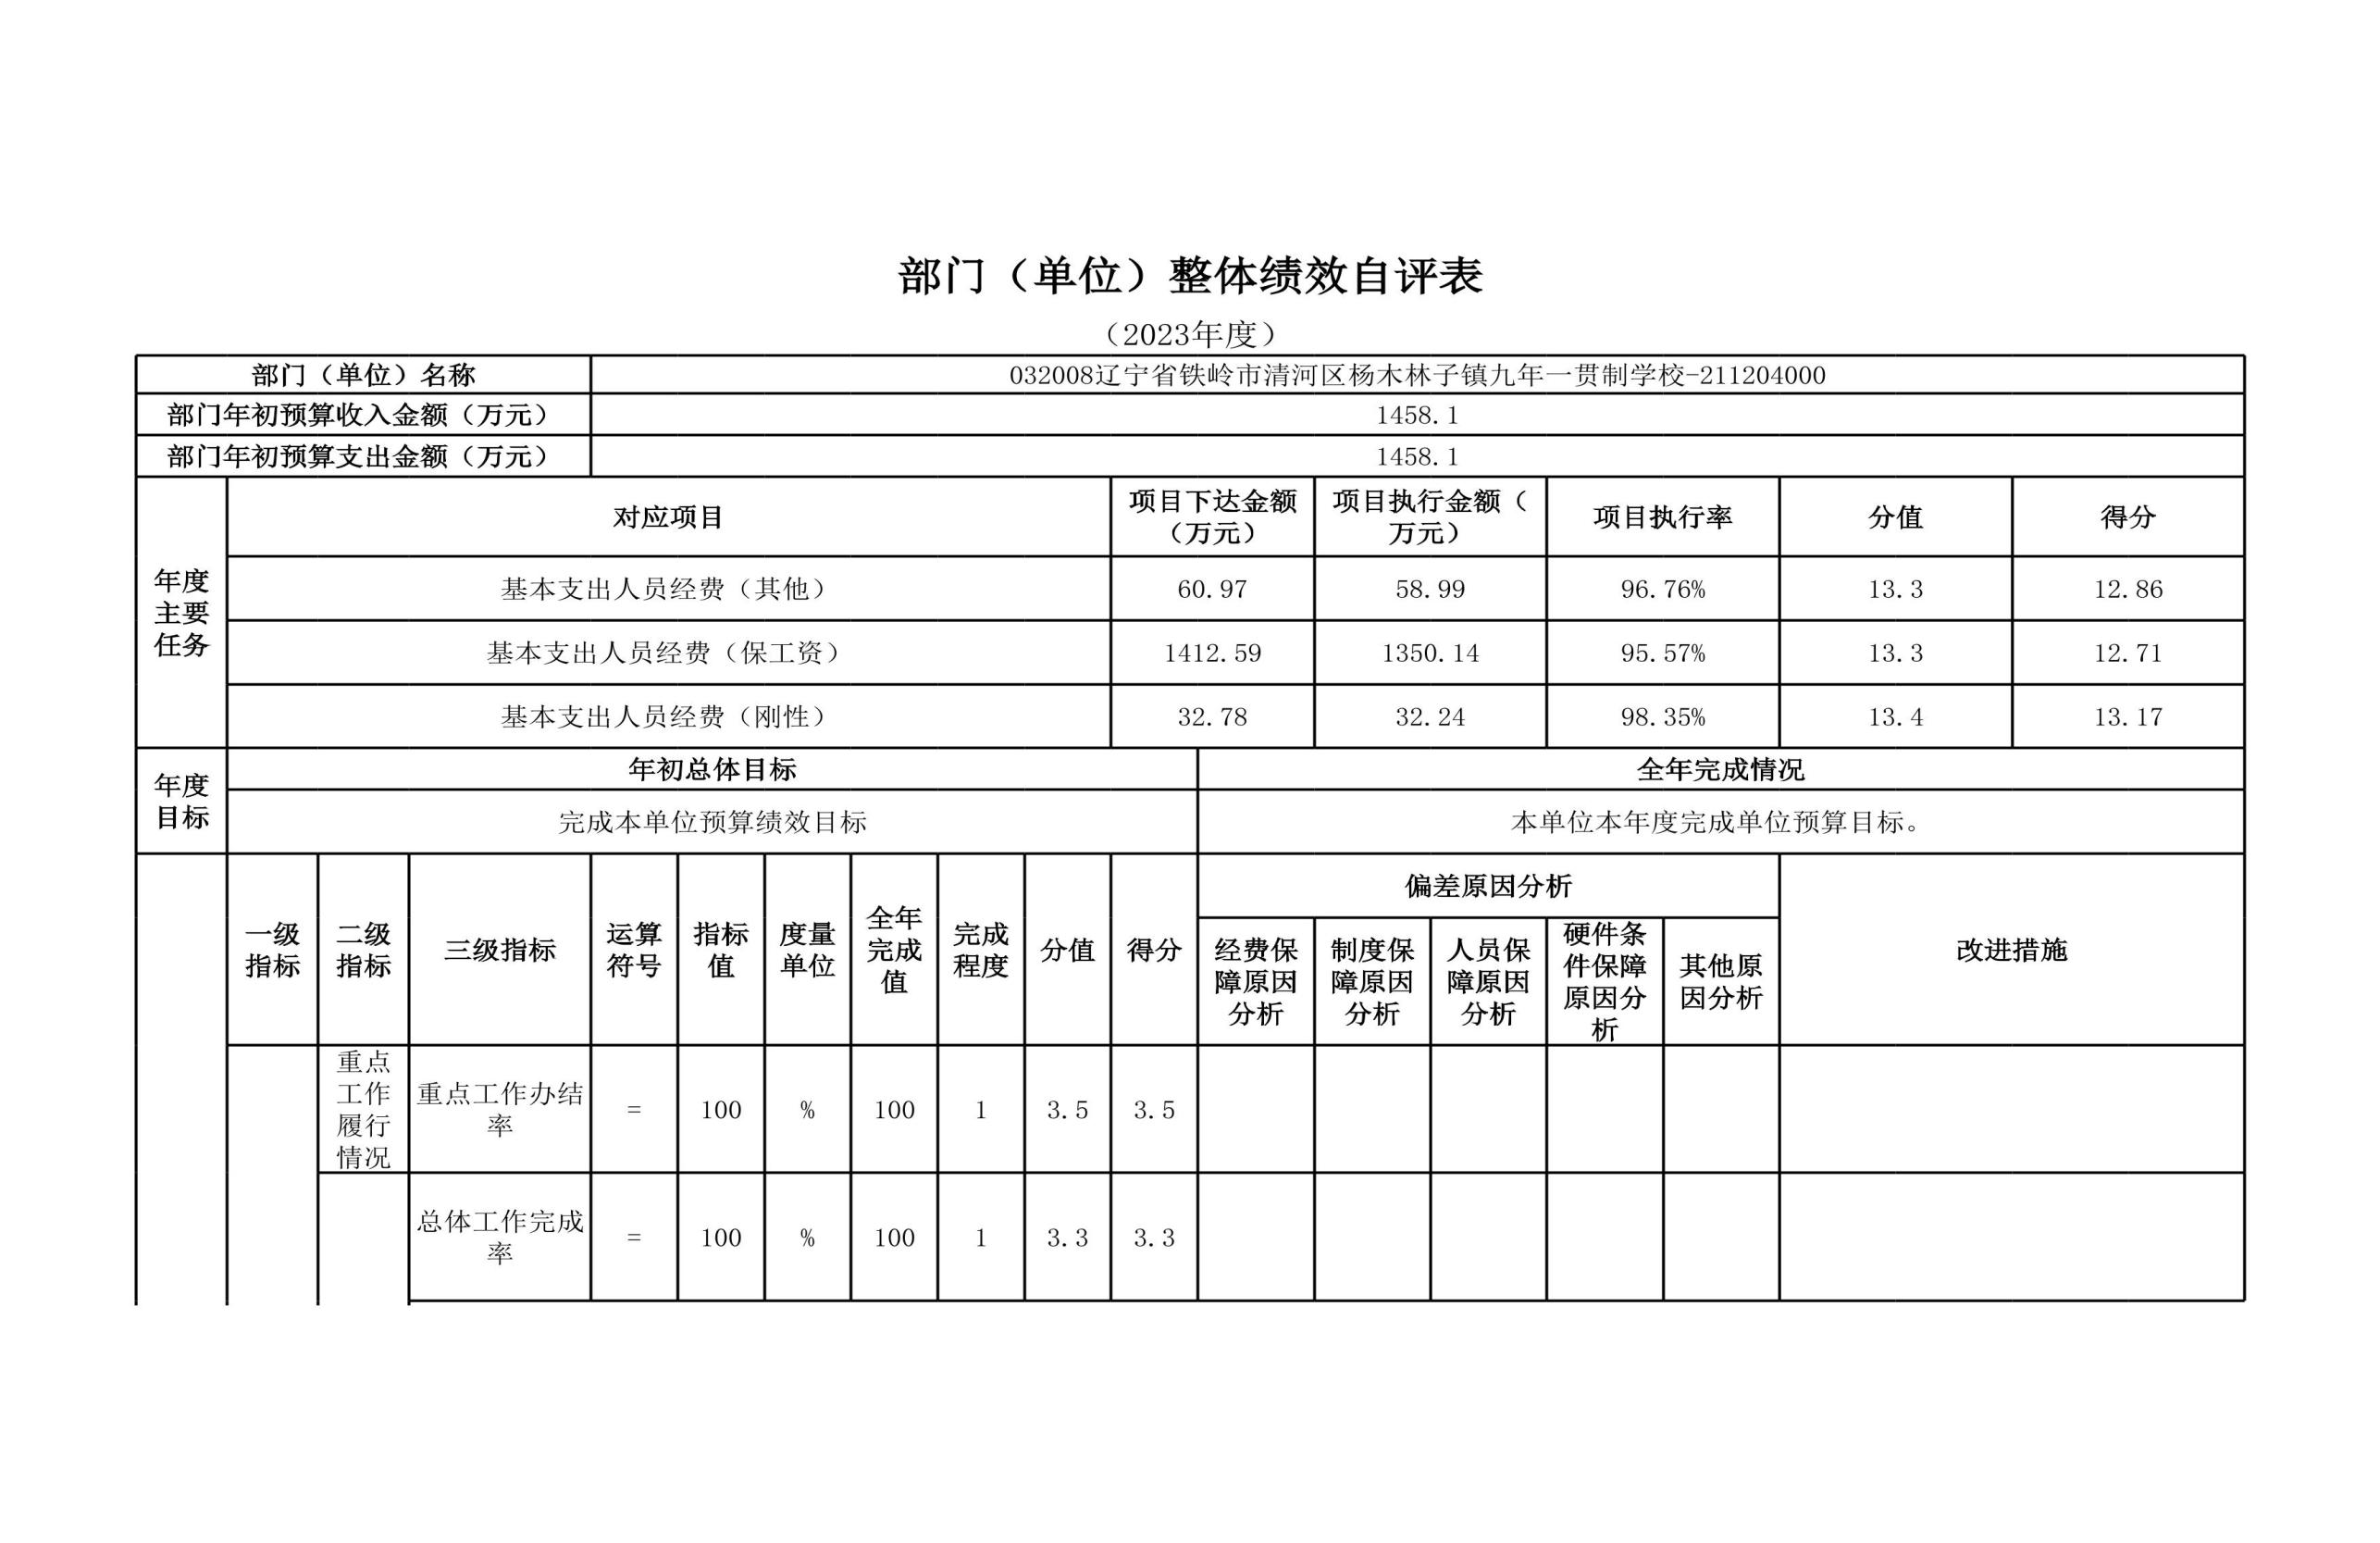 部门（单位）整体绩效自评表
（2023年度）
部门（单位）名称 032008辽宁省铁岭市清河区杨木林子镇九年一贯制学校-211204000
部门年初预算收入金额（万元） 1458.1
部门年初预算支出金额（万元） 1458.1
年度
主要
任务
对应项目
项目下达金额
（万元）
项目执行金额（
万元）
项目执行率
分值
得分
基本支出人员经费（其他） 60.97 58.99 96.76% 13.3 12.86
基本支出人员经费（保工资） 1412.59 1350.14 95.57% 13.3 12.71
基本支出人员经费（刚性） 32.78 32.24 98.35% 13.4 13.17
年度
目标
年初总体目标 全年完成情况
完成本单位预算绩效目标 本单位本年度完成单位预算目标。
一级
指标
二级
指标
三级指标
运算
符号
指标
值
度量
单位
全年
完成
值
完成
程度
分值
得分
偏差原因分析
经费保
障原因
分析
制度保
障原因
分析
人员保
障原因
分析
硬件条
件保障
原因分
析
其他原
因分析
改进措施
重点
工作
履行
情况
重点工作办结
率
= 100 % 100 1 3.5 3.5
总体工作完成
率
= 100 % 100 1 3.3 3.3